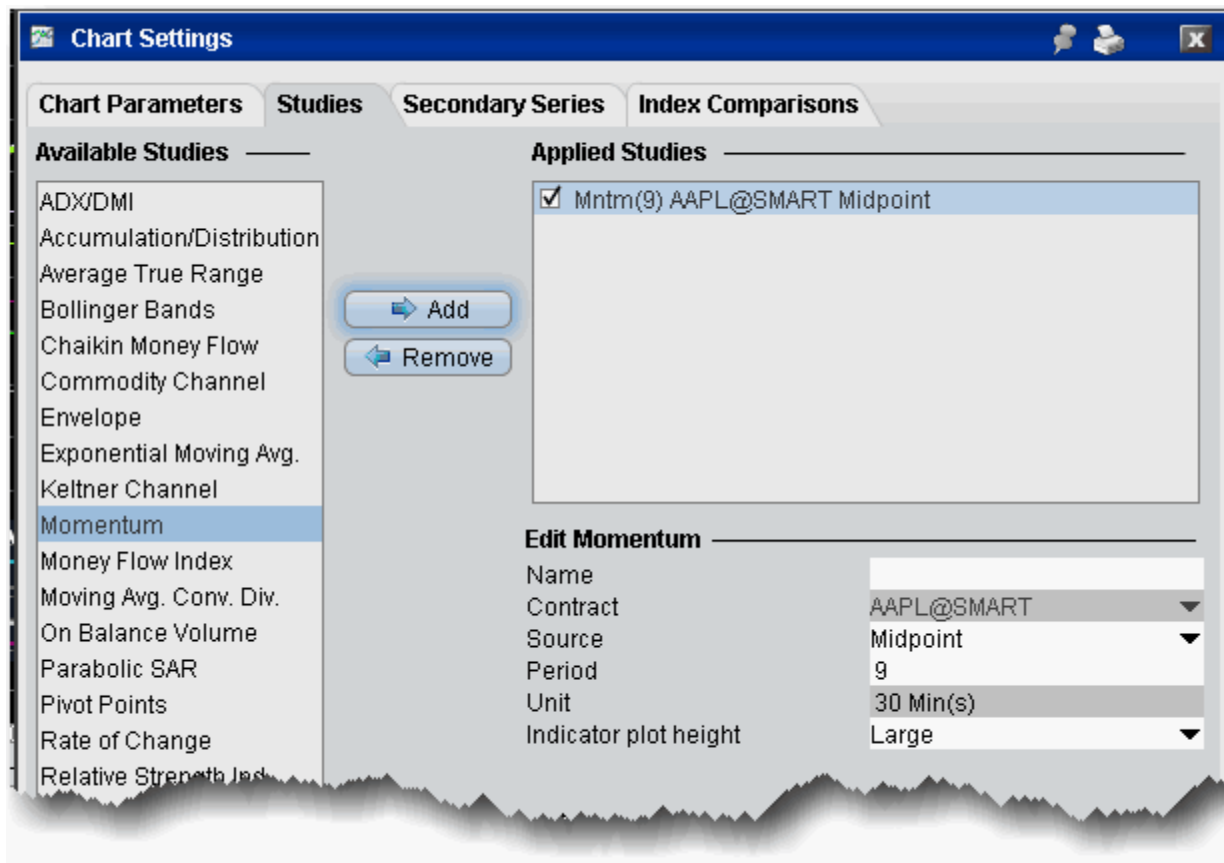 Chart Settings
Chart Parameters
Studies
Secondary Series
Index Comparisons
Available Studies
ADX/DMI
Accumulation/Distribution
Average True Range
Bollinger Bands
Chaikin Money Flow
Commodity Channel
Envelope
Exponential Moving Avg.
Keltner Channel
Momentum
Money Flow Index
Moving Avg. Conv. Div.
On Balance Volume
Parabolic SAR
Pivot Points
Rate of Change
Relative Strength Ind
Add
Remove
Applied Studies
Mntm(9) AAPL@SMART Midpoint
Edit Momentum
Name
Contract AAPL@SMART
Source Midpoint
Period 9
Unit 30 Min(s)
Indicator plot height Large